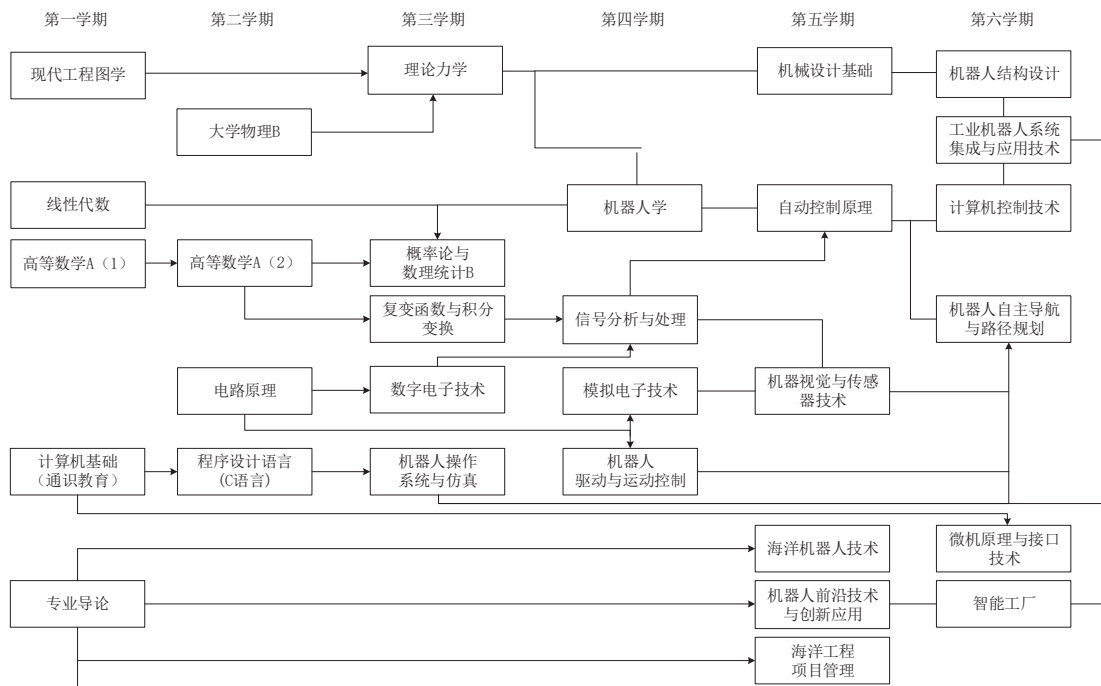 第一学期
第二学期
第三学期
第四学期
第五学期
第六学期
现代工程图学
理论力学
机械设计基础
机器人结构设计
大学物理B
工业机器人系统
集成与应用技术
线性代数
机器人学
自动控制原理
计算机控制技术
高等数学A（1）
高等数学A（2）
概率论与
数理统计B
复变函数与积分
变换
信号分析与处理
机器人自主导航
与路径规划
电路原理
数字电子技术
模拟电子技术
机器视觉与传感
器技术
计算机基础
（通识教育）
程序设计语言
(C语言)
机器人操作
系统与仿真
机器人
驱动与运动控制
海洋机器人技术
微机原理与接口
技术
专业导论
机器人前沿技术
与创新应用
智能工厂
海洋工程
项目管理